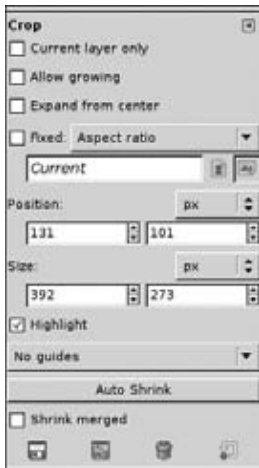 Crop
Current layer only
Allow growing
Expand from center
Fixed: Aspect ratio
Current
Position: px
131 101
Size: px
392 273
Highlight
No guides
Auto Shrink
Shrink merged